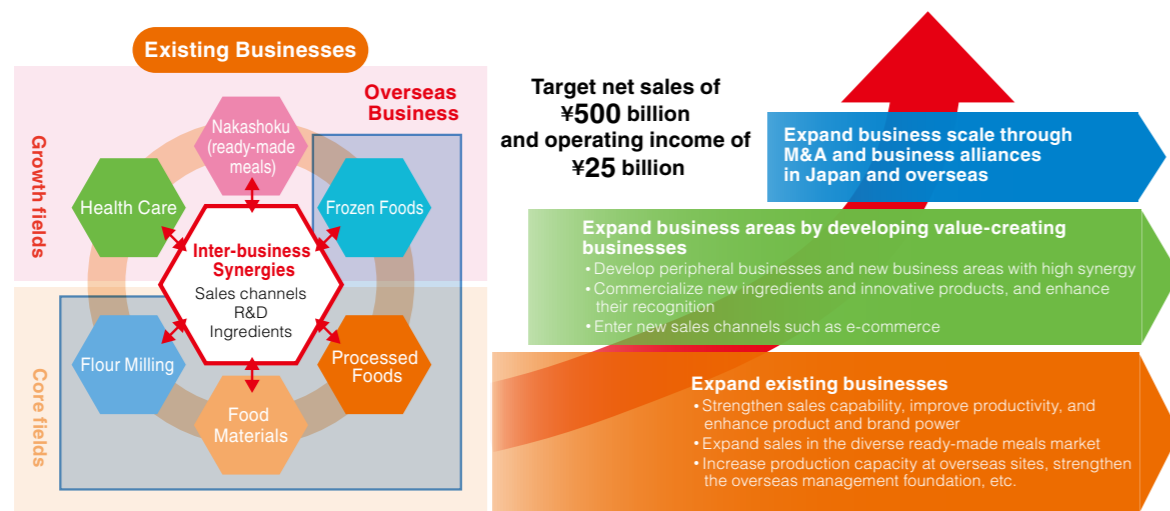 Existing Businesses
Overseas
Business
Growth fields
Core fields
Nakashoku
(ready-made
meals)
Health Care
Frozen Foods
Inter-business
Synergies
Sales channels
R&D
Ingredients
Flour Milling
Processed
Foods
Food
Materials
Target net sales of
¥500 billion
and operating income of
¥25 billion
Expand business scale through
M&A and business alliances
in Japan and overseas
Expand business areas by developing value-creating
businesses
• Develop peripheral businesses and new business areas with high synergy
• Commercialize new ingredients and innovative products, and enhance
their recognition
• Enter new sales channels such as e-commerce
Expand existing businesses
• Strengthen sales capability, improve productivity, and
enhance product and brand power
• Expand sales in the diverse ready-made meals market
• Increase production capacity at overseas sites, strengthen
the overseas management foundation, etc.